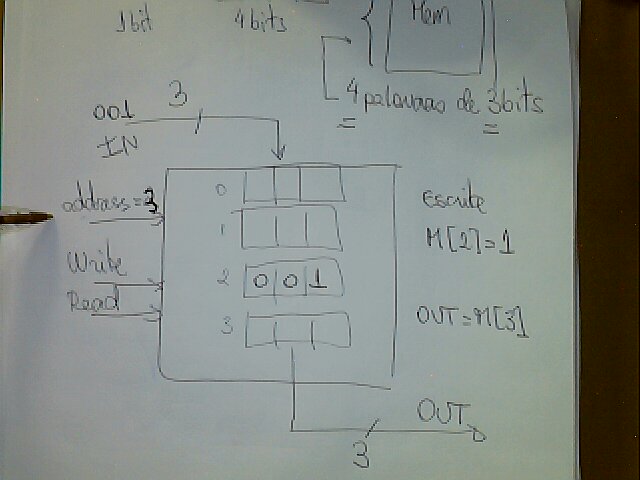 1bit 4bits Mem
4 palavras de 3bits
3
001
IN
0
address=3
1
Write
2 0 0 1
Read
3
Escrita
M[2]=1
OUT=M[3]
OUT
3